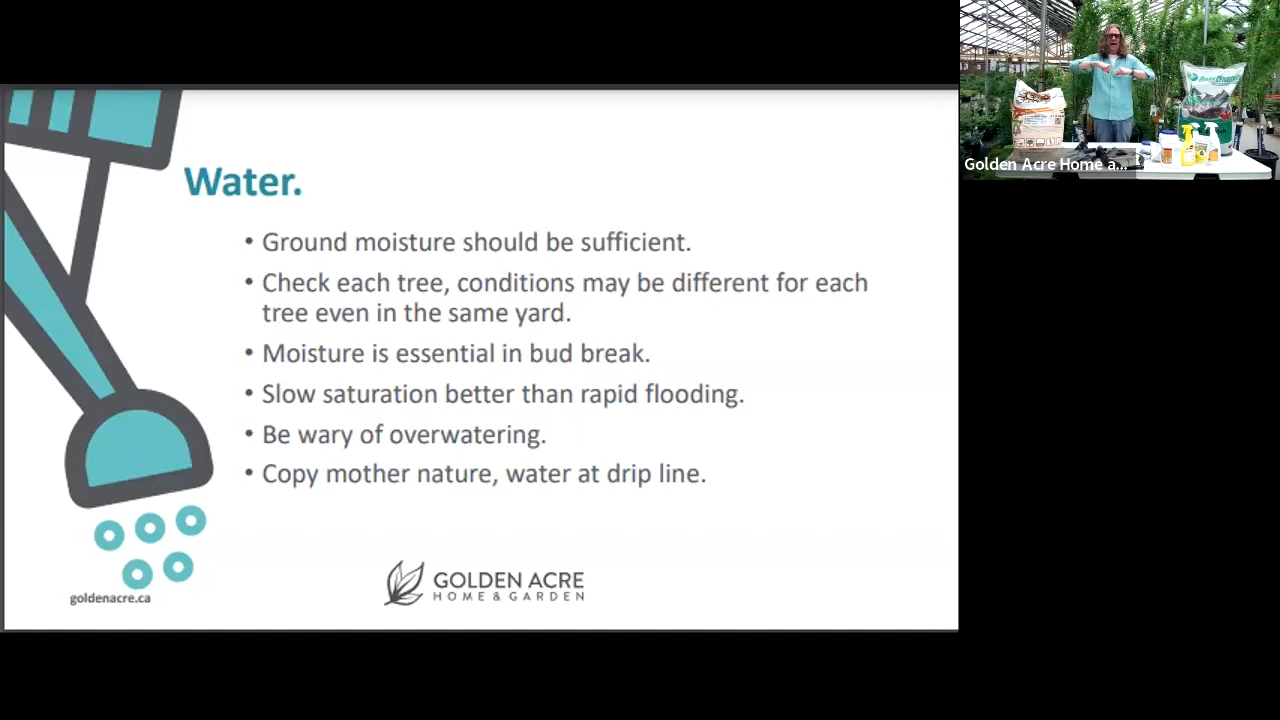 Water.
• Ground moisture should be sufficient.
• Check each tree, conditions may be different for each
tree even in the same yard.
• Moisture is essential in bud break.
• Slow saturation better than rapid flooding.
• Be wary of overwatering.
• Copy mother nature, water at drip line.
goldenacre.ca
GOLDEN ACRE
HOME & GARDEN
Golden Acre Home a...